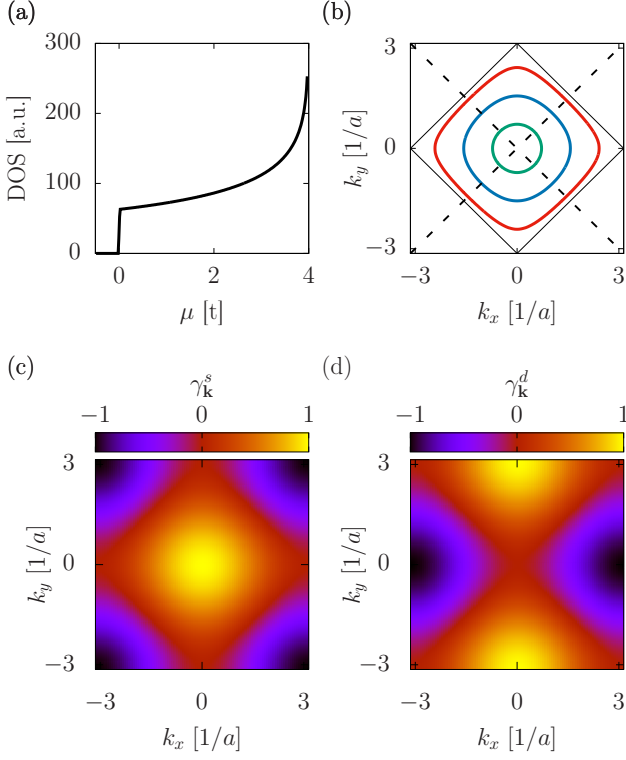 (a)
300
200
100
0
DOS [a.u.]
0 2 4
μ [t]
(b)
3
0
−3
k_y [1/a]
−3 0 3
k_x [1/a]
(c)
γ^s_k
−1 0 1
3
0
−3
k_y [1/a]
−3 0 3
k_x [1/a]
(d)
γ^d_k
−1 0 1
3
0
−3
k_y [1/a]
−3 0 3
k_x [1/a]